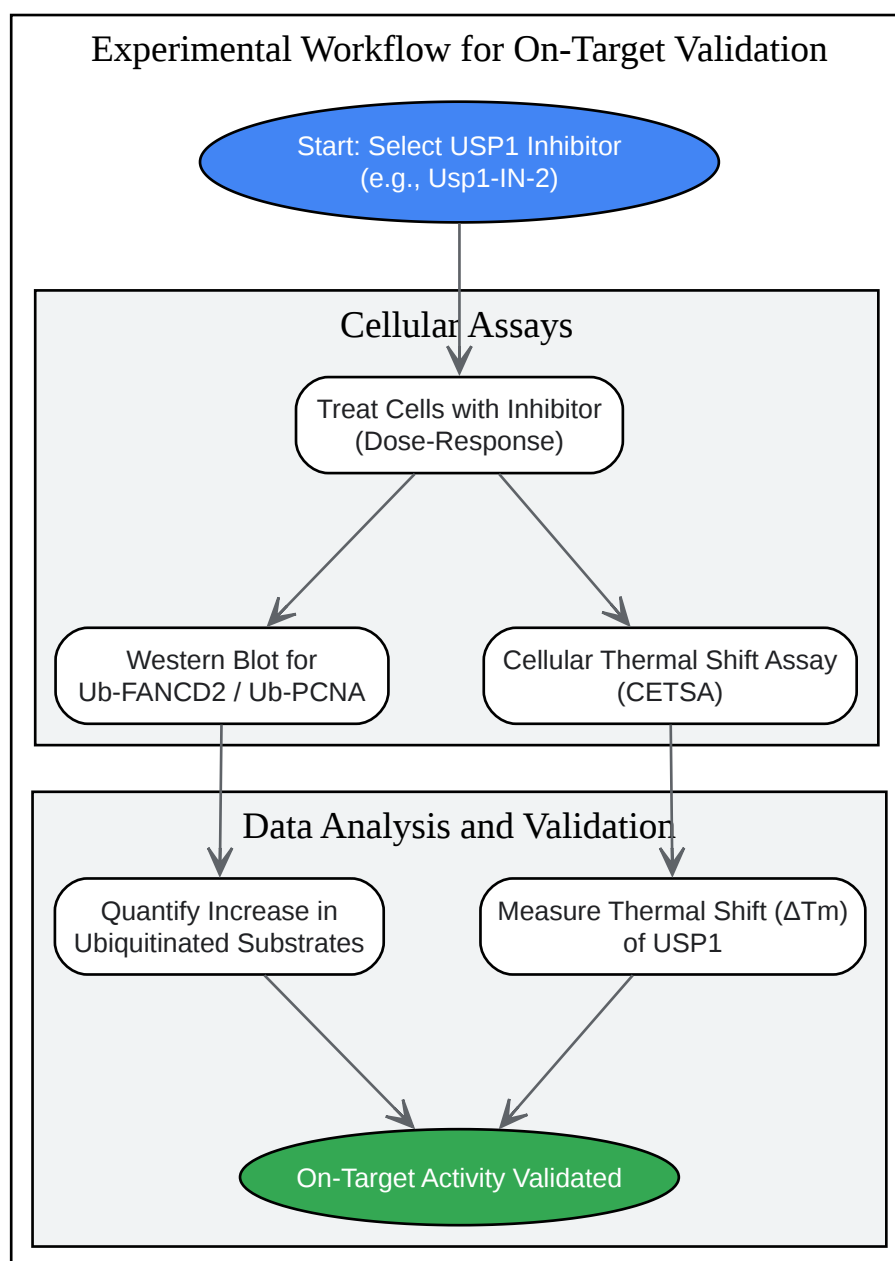 Experimental Workflow for On-Target Validation
Start: Select USP1 Inhibitor
(e.g., Usp1-IN-2)
Cellular Assays
Treat Cells with Inhibitor
(Dose-Response)
Western Blot for
Ub-FANCD2 / Ub-PCNA
Cellular Thermal Shift Assay
(CETSA)
Data Analysis and Validation
Quantify Increase in
Ubiquitinated Substrates
Measure Thermal Shift (ΔTm)
of USP1
On-Target Activity Validated